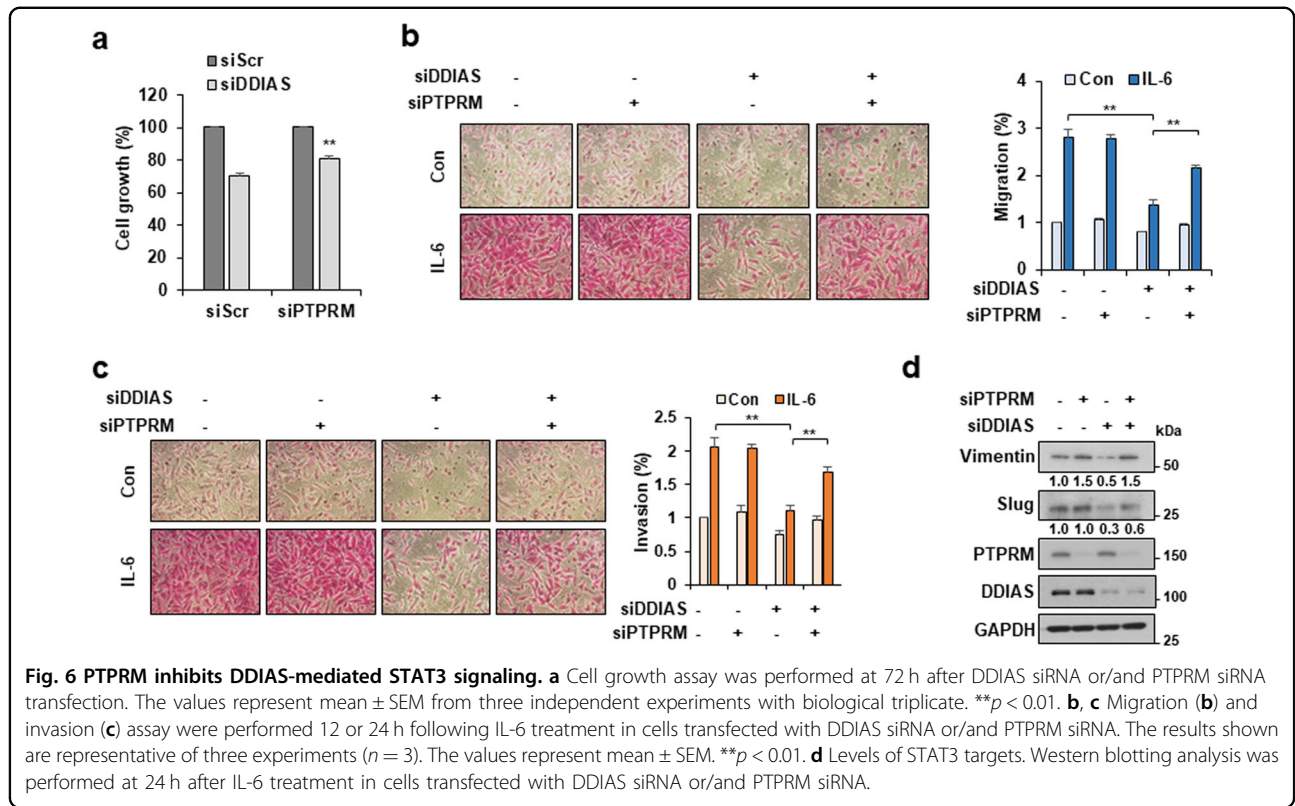 a
siScr
siDDIAS
120
100
80
60
40
20
0
Cell growth (%)
**
siScr siPTPRM
b
siDDIAS - - + +
siPTPRM - + - +
Con
IL-6
Con IL-6
4
3
2
1
0
Migration (%)
** **
siDDIAS - - + +
siPTPRM - + - +
c
siDDIAS - - + +
siPTPRM - + - +
Con
IL-6
Con IL-6
2.5
2
1.5
1
0.5
0
Invasion (%)
** **
siDDIAS - - + +
siPTPRM - + - +
d
siPTPRM - + - +
siDDIAS - - + + kDa
Vimentin 50
1.0 1.5 0.5 1.5
Slug 25
1.0 1.0 0.3 0.6
PTPRM 150
DDIAS 100
GAPDH 25
Fig. 6 PTPRM inhibits DDIAS-mediated STAT3 signaling. a Cell growth assay was performed at 72 h after DDIAS siRNA or/and PTPRM siRNA
transfection. The values represent mean ± SEM from three independent experiments with biological triplicate. **p < 0.01. b, c Migration (b) and
invasion (c) assay were performed 12 or 24 h following IL-6 treatment in cells transfected with DDIAS siRNA or/and PTPRM siRNA. The results shown
are representative of three experiments (n = 3). The values represent mean ± SEM. **p < 0.01. d Levels of STAT3 targets. Western blotting analysis was
performed at 24 h after IL-6 treatment in cells transfected with DDIAS siRNA or/and PTPRM siRNA.